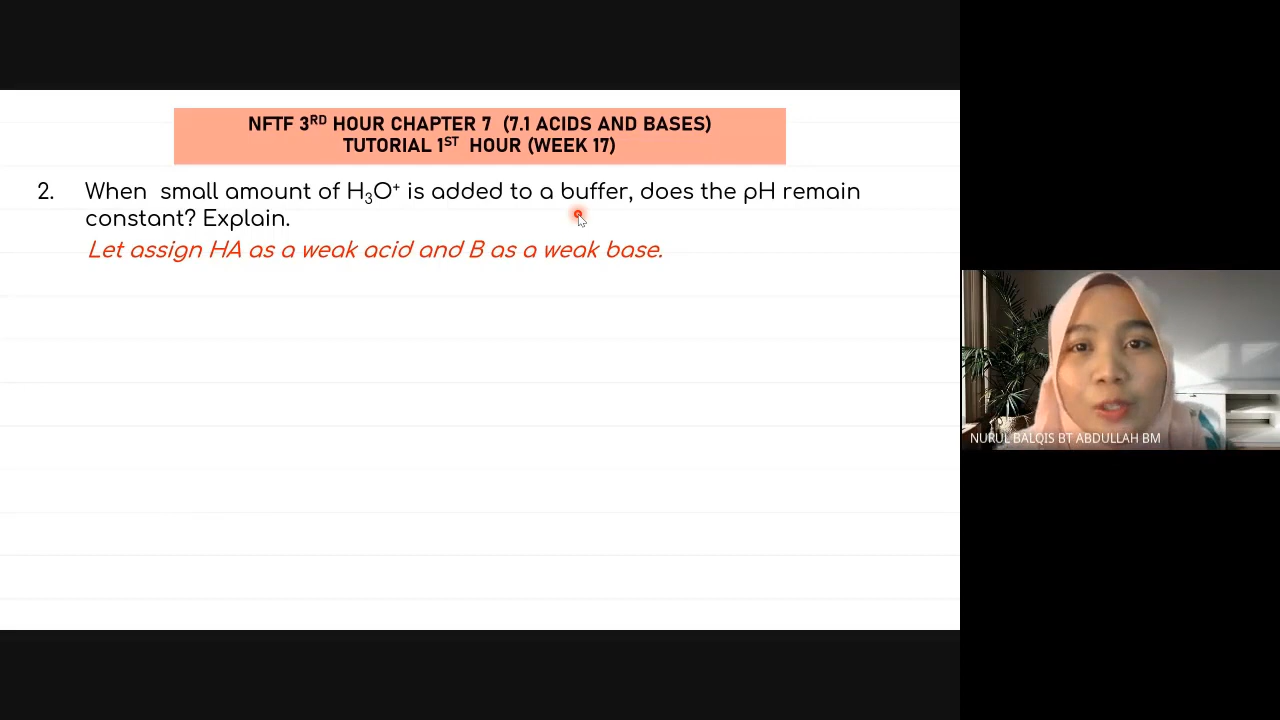 NFTF 3RD HOUR CHAPTER 7 (7.1 ACIDS AND BASES)
TUTORIAL 1ST HOUR (WEEK 17)
2. When small amount of H₃O⁺ is added to a buffer, does the pH remain
constant? Explain.
Let assign HA as a weak acid and B as a weak base.
NURUL BALQIS BT ABDULLAH BM